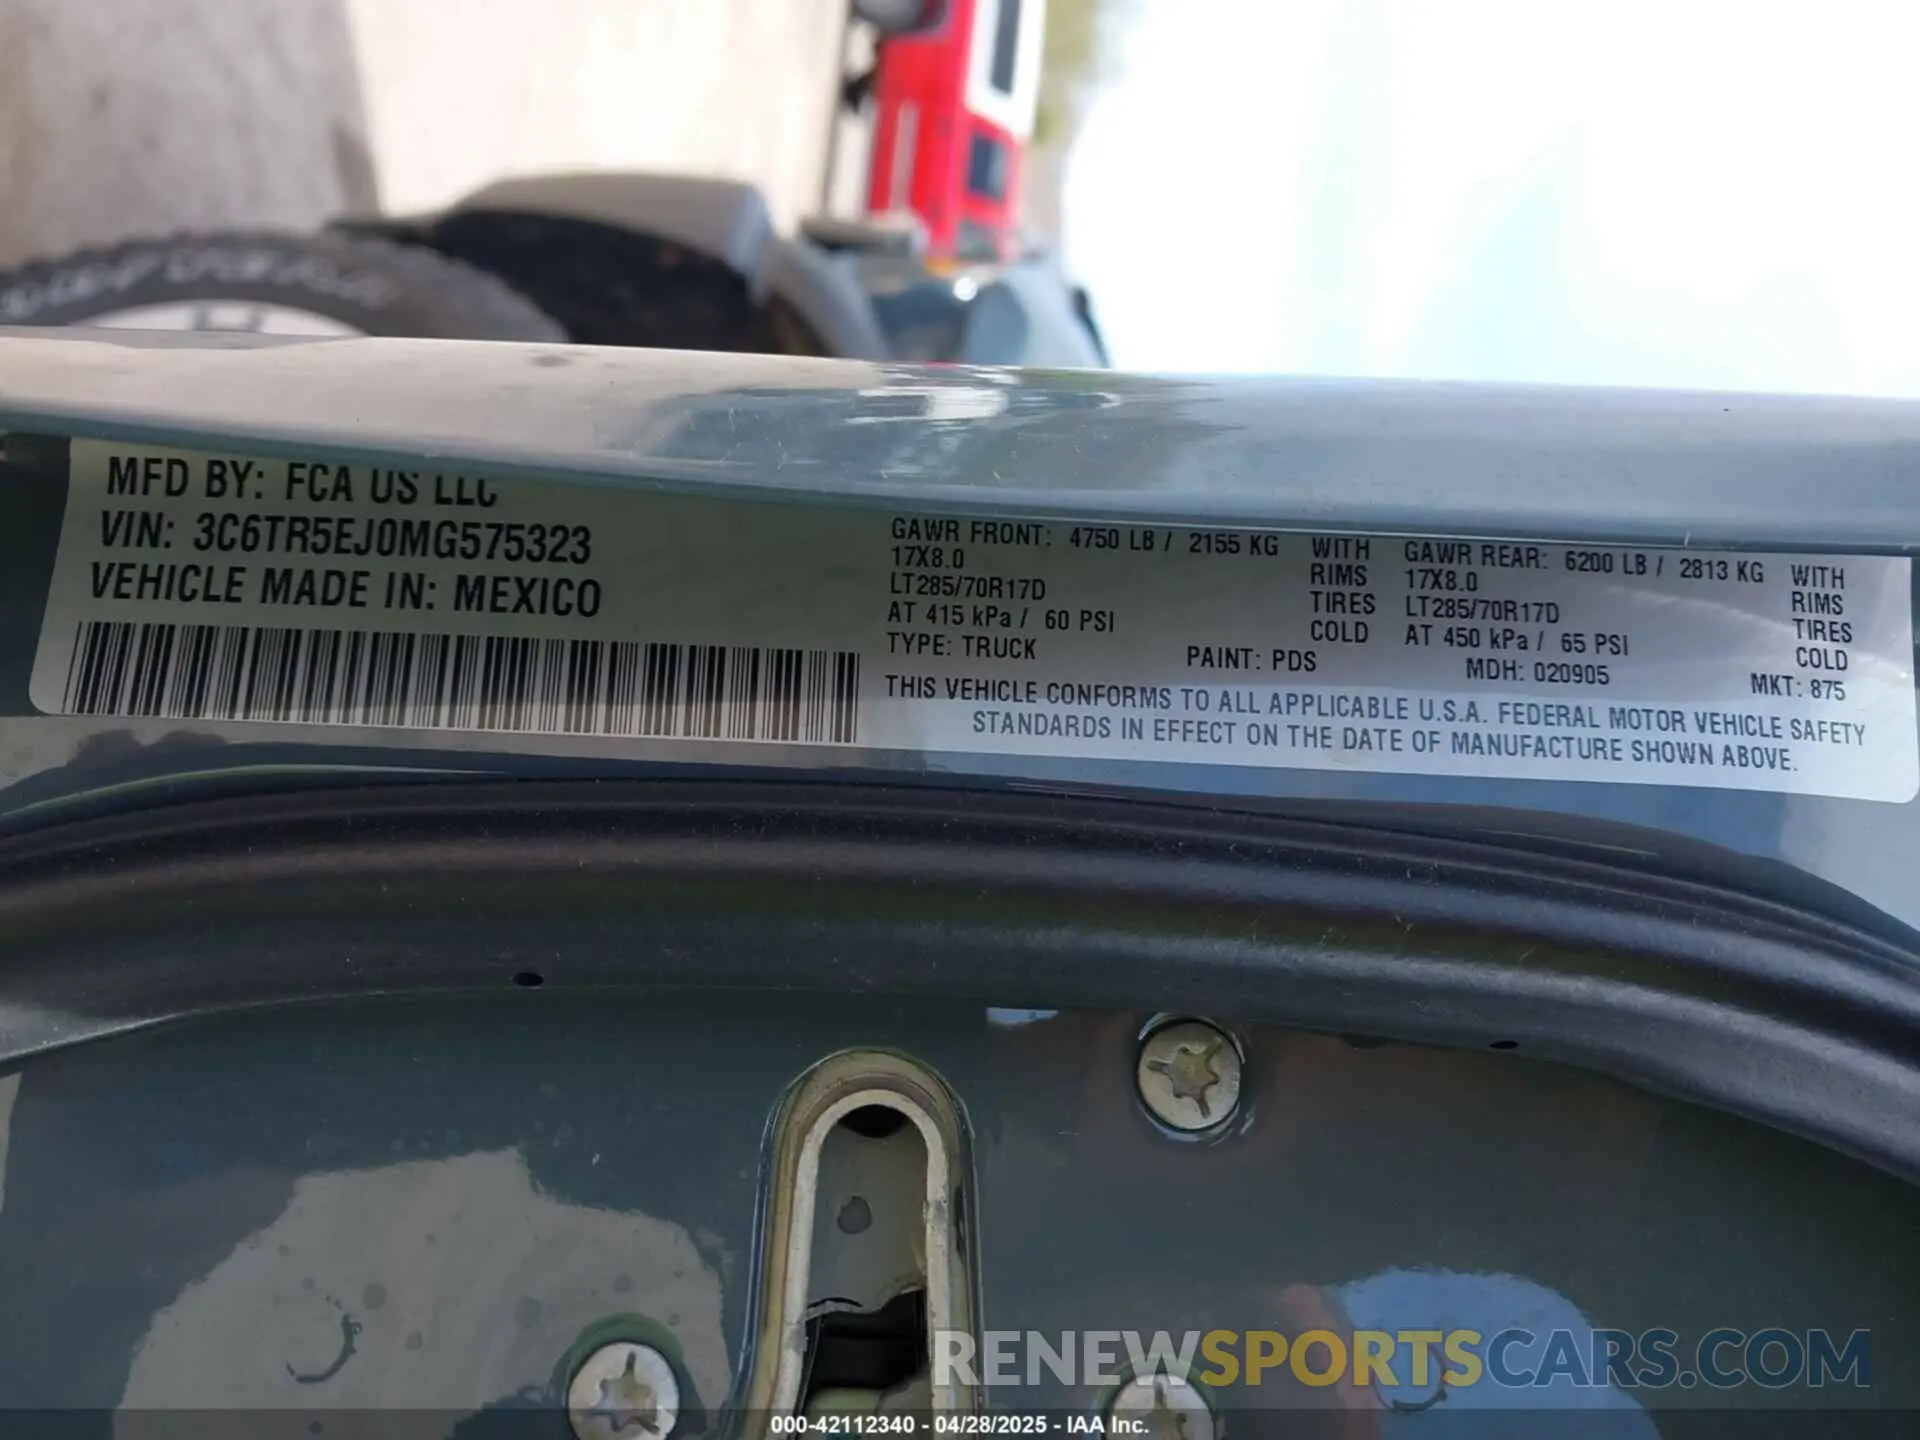 MFD BY: FCA US LLC
VIN: 3C6TR5EJ0MG575323
VEHICLE MADE IN: MEXICO
GAWR FRONT: 4750 LB / 2155 KG WITH
17X8.0 RIMS
LT285/70R17D TIRES
AT 415 kPa / 60 PSI COLD
GAWR REAR: 6200 LB / 2813 KG WITH
17X8.0 RIMS
LT285/70R17D TIRES
AT 450 kPa / 65 PSI COLD
TYPE: TRUCK PAINT: PDS MDH: 020905 MKT: 875
THIS VEHICLE CONFORMS TO ALL APPLICABLE U.S.A. FEDERAL MOTOR VEHICLE SAFETY
STANDARDS IN EFFECT ON THE DATE OF MANUFACTURE SHOWN ABOVE.
RENEWSPORTSCARS.COM
000-42112340 - 04/28/2025 - IAA Inc.